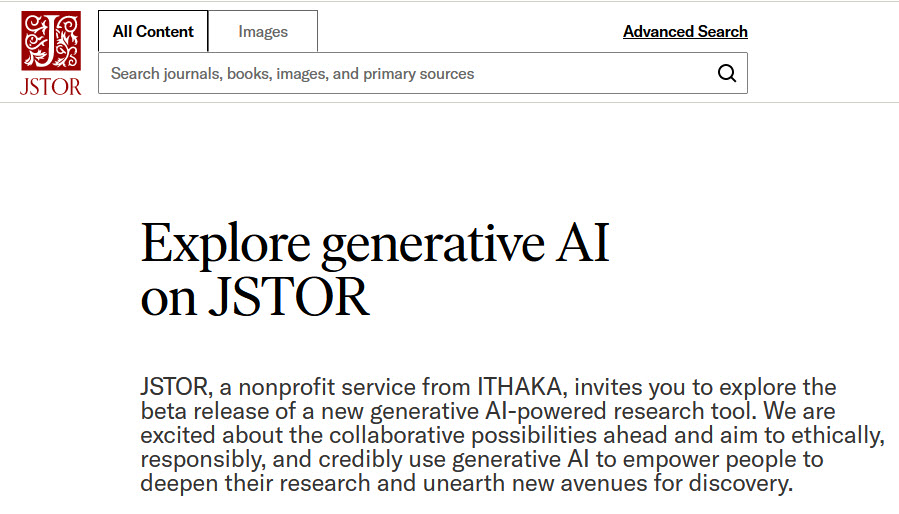 All Content
Images
Advanced Search
Search journals, books, images, and primary sources
J
JSTOR
Explore generative AI
on JSTOR
JSTOR, a nonprofit service from ITHAKA, invites you to explore the
beta release of a new generative AI-powered research tool. We are
excited about the collaborative possibilities ahead and aim to ethically,
responsibly, and credibly use generative AI to empower people to
deepen their research and unearth new avenues for discovery.